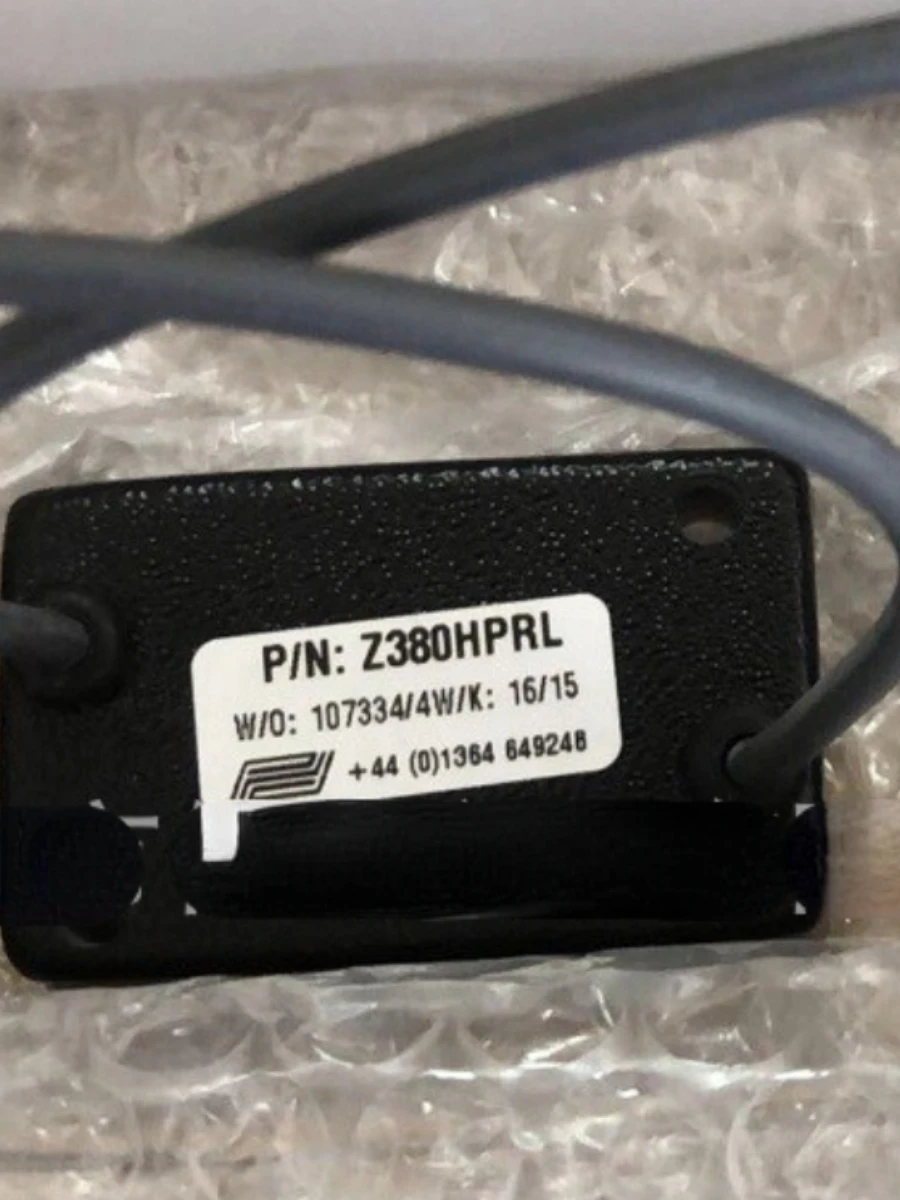 P/N: Z380HPRL
W/O: 107334/4W/K: 16/15
+44 (0)1364 649248